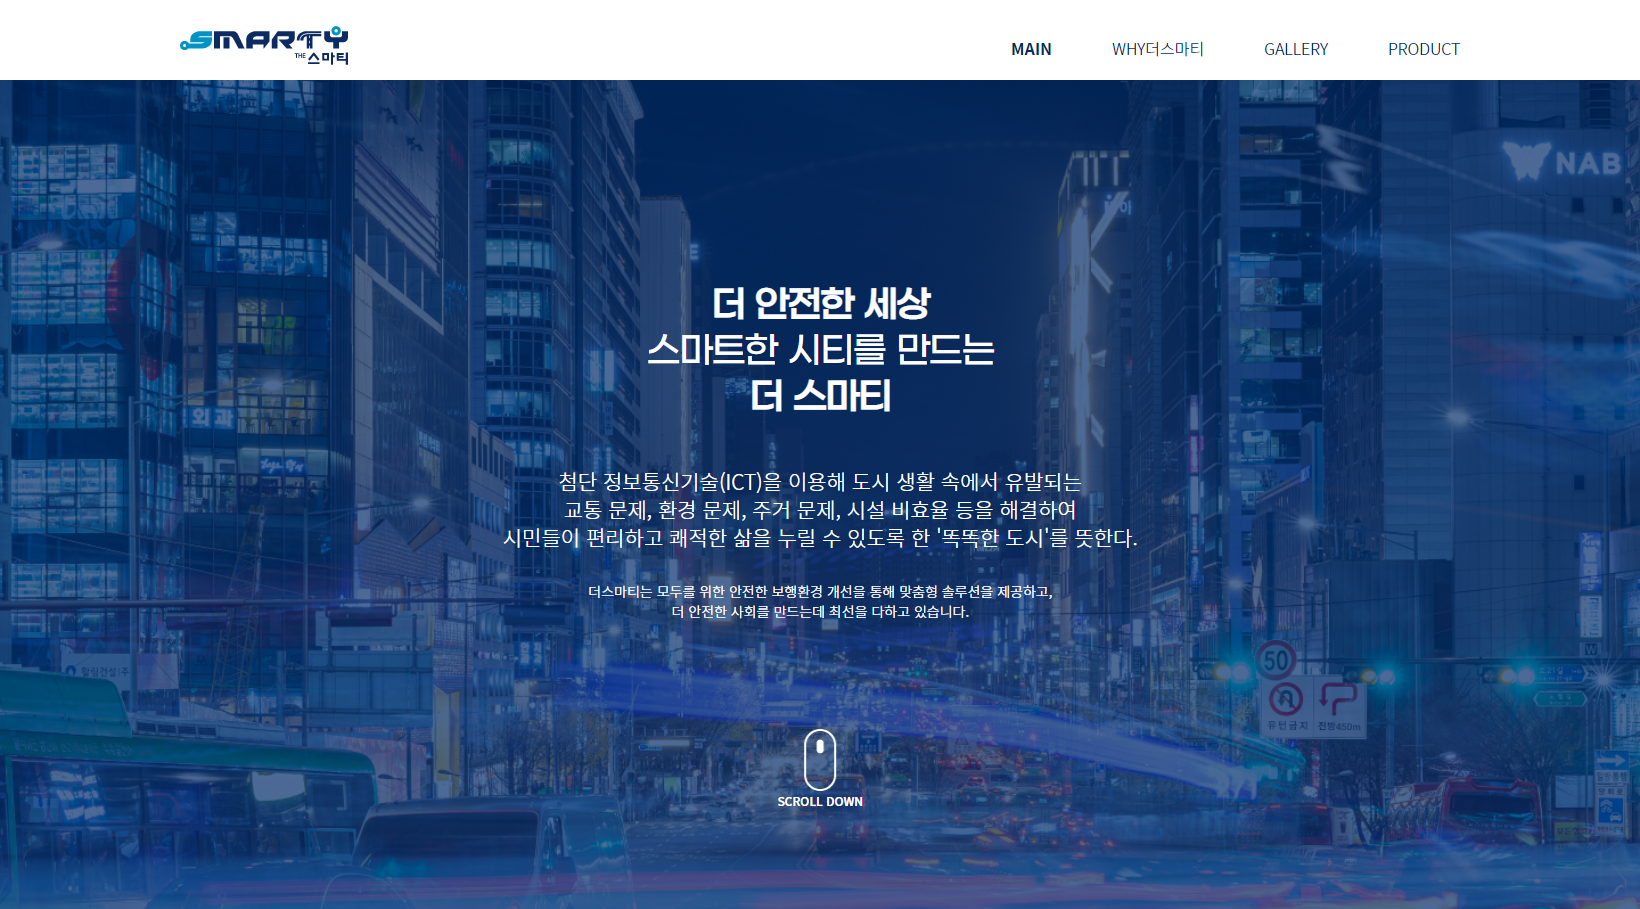 SMARTY
THE 스마티
MAIN
WHY더스마티
GALLERY
PRODUCT
NAB
더 안전한 세상
스마트한 시티를 만드는
더 스마티
외과
첨단 정보통신기술(ICT)을 이용해 도시 생활 속에서 유발되는
교통 문제, 환경 문제, 주거 문제, 시설 비효율 등을 해결하여
시민들이 편리하고 쾌적한 삶을 누릴 수 있도록 한 '똑똑한 도시'를 뜻한다.
더스마티는 모두를 위한 안전한 보행환경 개선을 통해 맞춤형 솔루션을 제공하고,
더 안전한 사회를 만드는데 최선을 다하고 있습니다.
50
유턴금지
전방450m
SCROLL DOWN